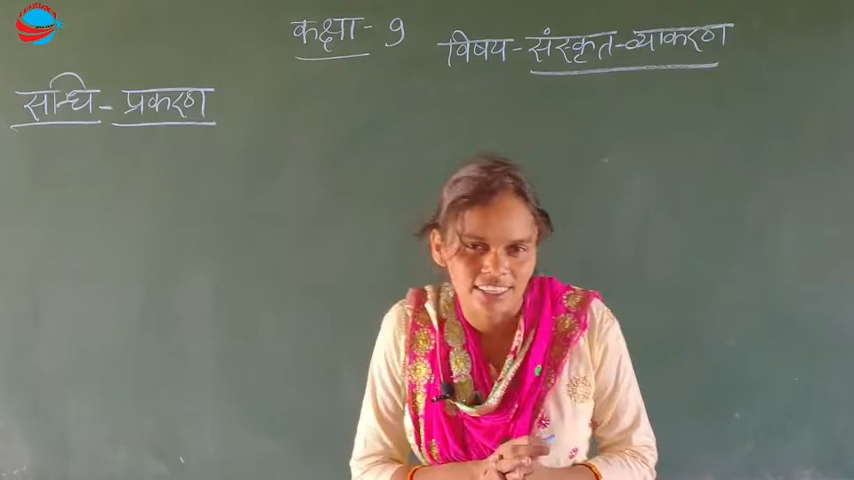 कक्षा- 9
विषय-संस्कृत-व्याकरण
सन्धि- प्रकरण